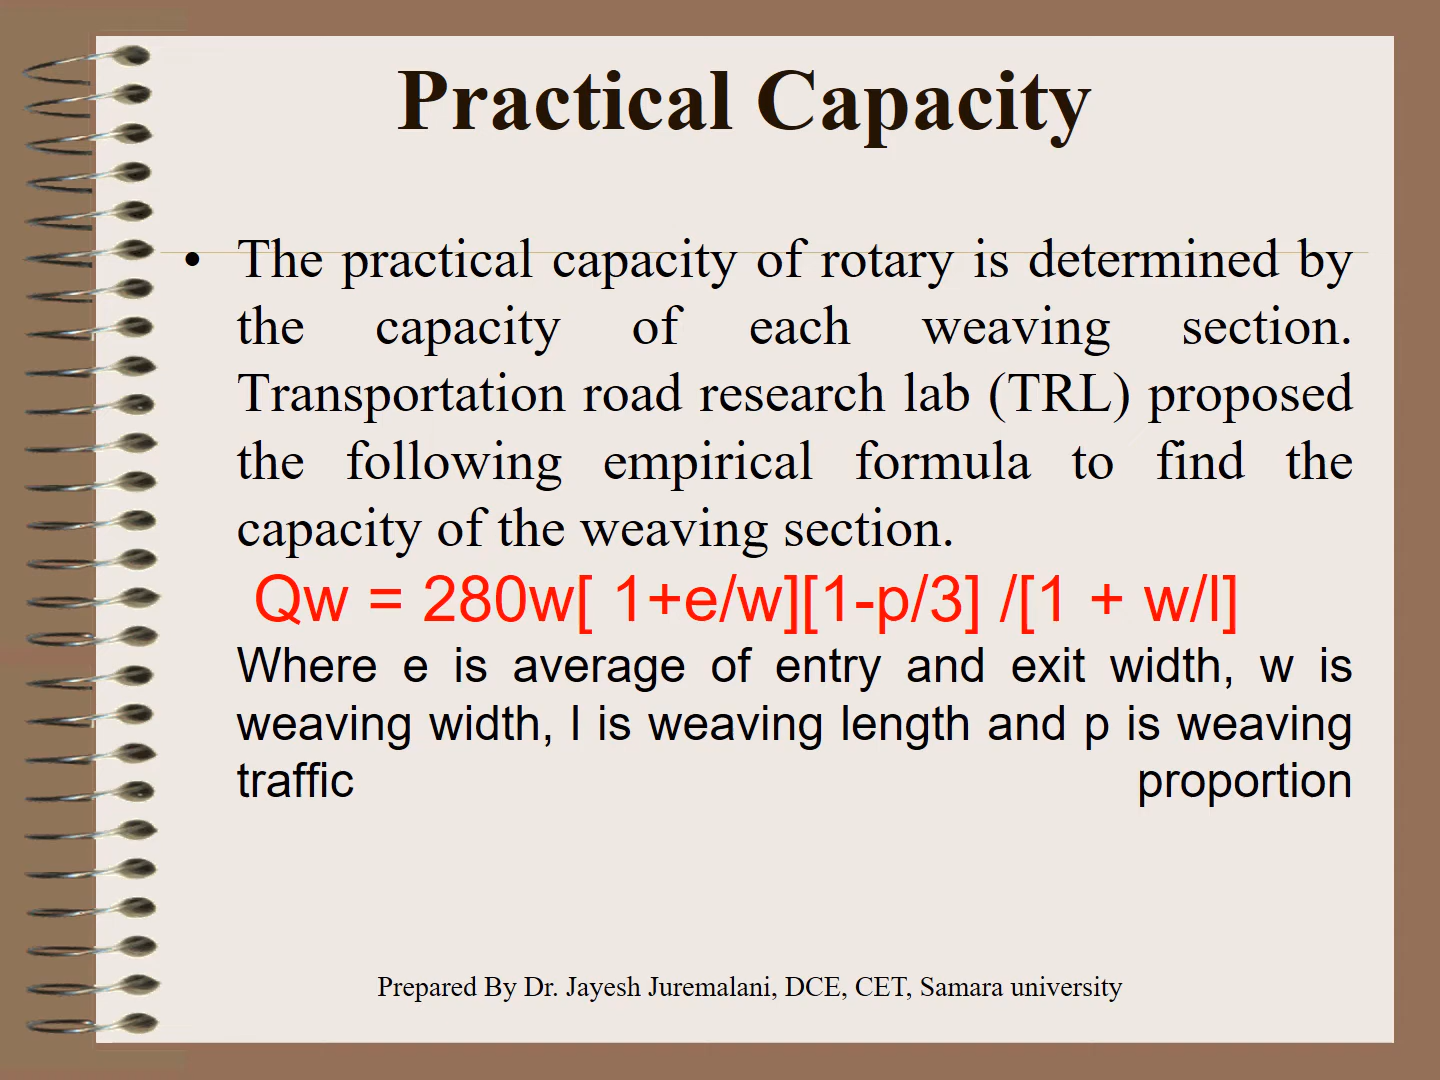 Practical Capacity
• The practical capacity of rotary is determined by
the capacity of each weaving section.
Transportation road research lab (TRL) proposed
the following empirical formula to find the
capacity of the weaving section.
Qw = 280w[ 1+e/w][1-p/3] /[1 + w/l]
Where e is average of entry and exit width, w is
weaving width, l is weaving length and p is weaving
traffic proportion
Prepared By Dr. Jayesh Juremalani, DCE, CET, Samara university